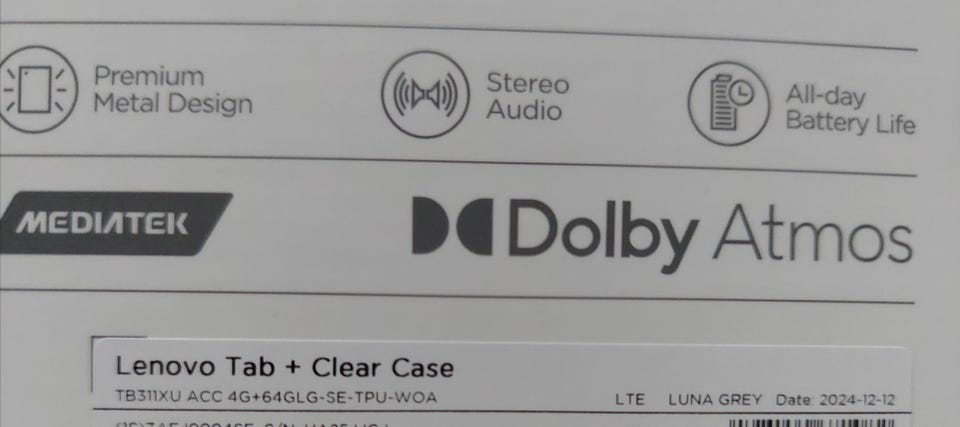 Premium
Metal Design
Stereo
Audio
All-day
Battery Life
MEDIATEK
Dolby Atmos
Lenovo Tab + Clear Case
TB311XU ACC 4G+64GLG-SE-TPU-WOA LTE LUNA GREY Date: 2024-12-12